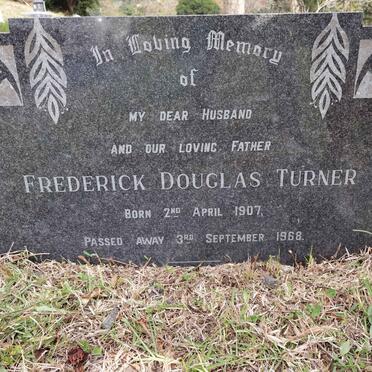 In Loving Memory
of
MY DEAR HUSBAND
AND OUR LOVING FATHER
FREDERICK DOUGLAS TURNER
BORN 2ND APRIL 1907.
PASSED AWAY 3RD SEPTEMBER 1968.